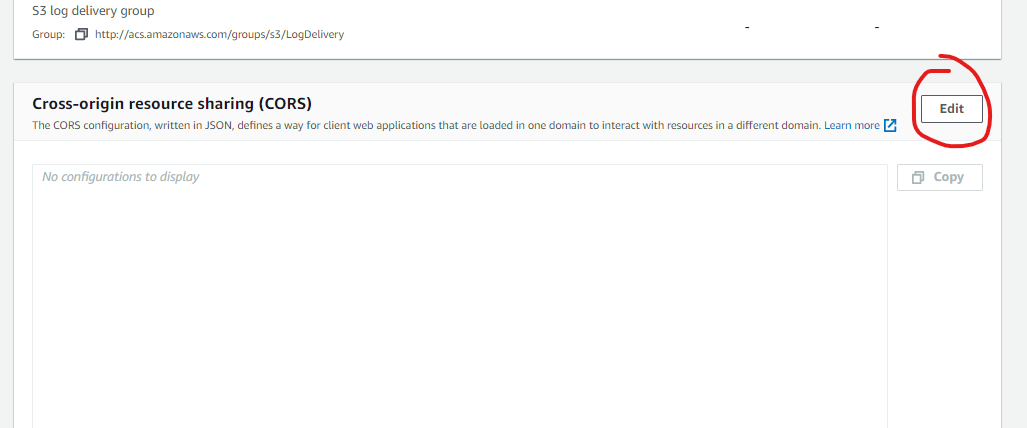 S3 log delivery group
Group: http://acs.amazonaws.com/groups/s3/LogDelivery - -
Cross-origin resource sharing (CORS)
Edit
The CORS configuration, written in JSON, defines a way for client web applications that are loaded in one domain to interact with resources in a different domain. Learn more
No configurations to display
Copy